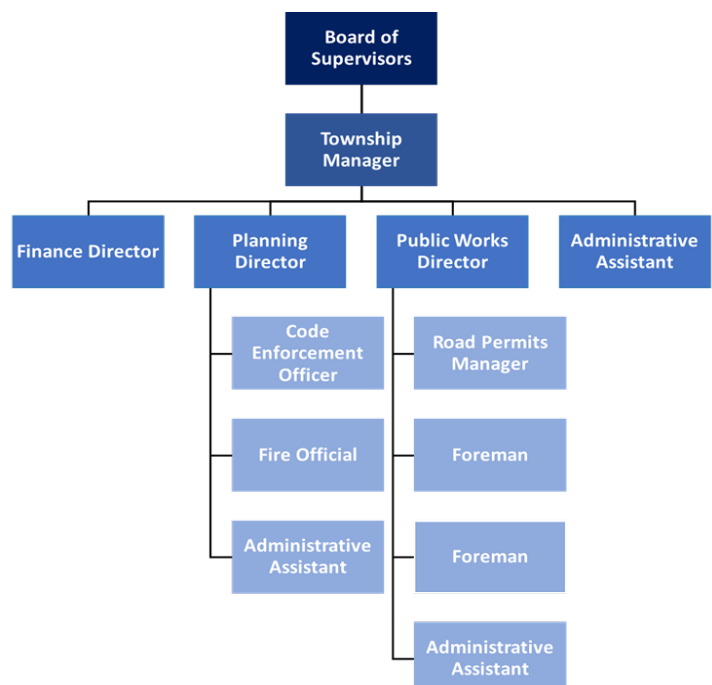 Board of
Supervisors
Township
Manager
Finance Director
Planning
Director
Public Works
Director
Administrative
Assistant
Code
Enforcement
Officer
Road Permits
Manager
Fire Official
Foreman
Administrative
Assistant
Foreman
Administrative
Assistant